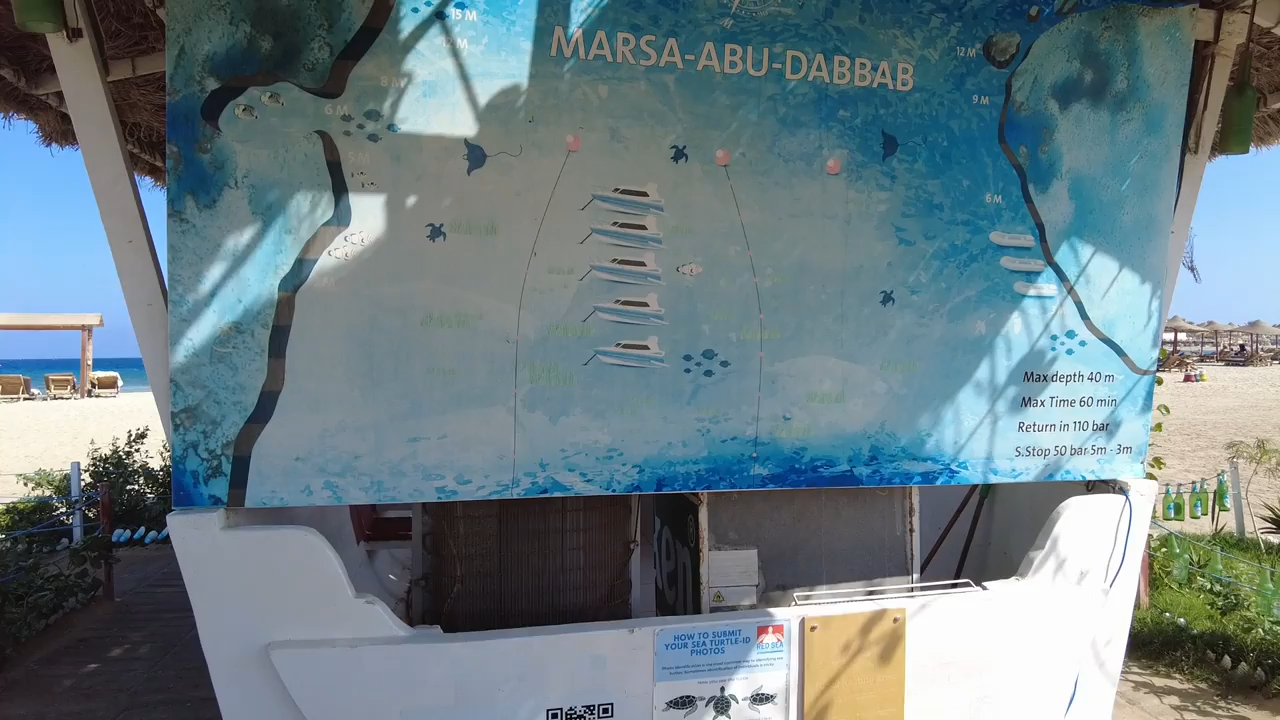 15 M
MARSA-ABU-DABBAB
12 M
8 M
9 M
6 M
5 M
6 M
Max depth 40 m
Max Time 60 min
Return in 110 bar
S.Stop 50 bar 5m - 3m
HOW TO SUBMIT
YOUR SEA TURTLE-ID
PHOTOS
RED SEA